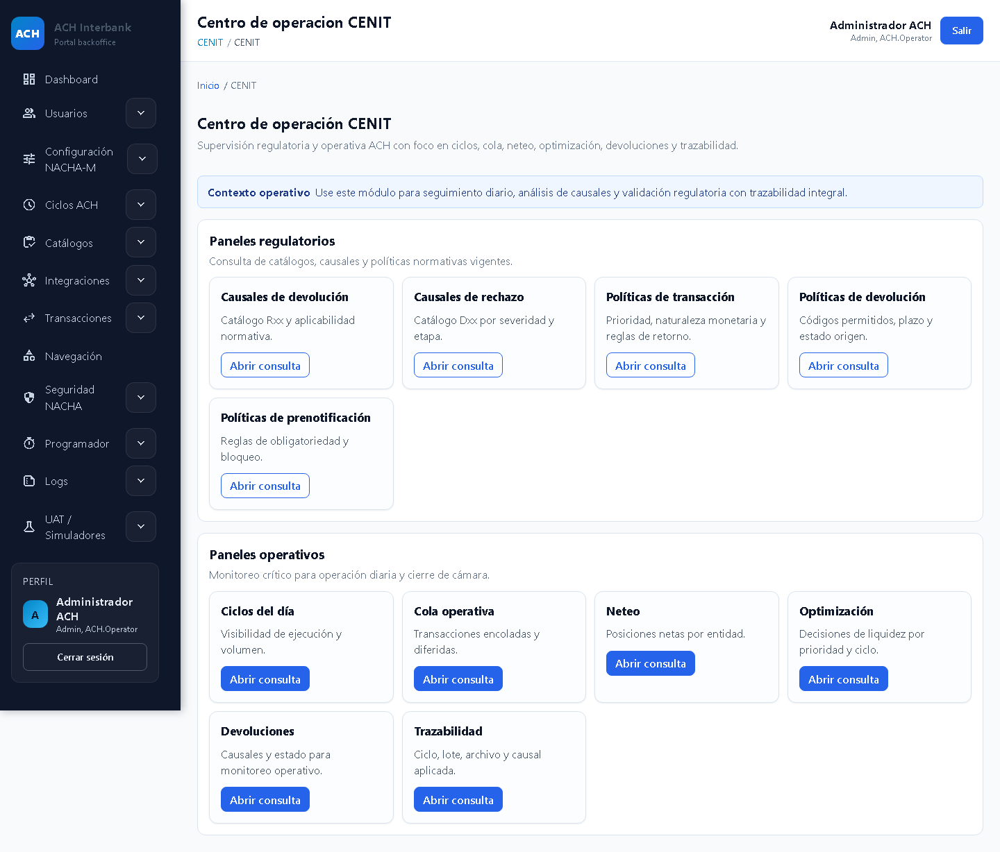 ACH
ACH Interbank
Portal backoffice
Dashboard
Usuarios
Configuración
NACHA-M
Ciclos ACH
Catálogos
Integraciones
Transacciones
Navegación
Seguridad
NACHA
Programador
Logs
UAT /
Simuladores
PERFIL
A
Administrador
ACH
Admin, ACH.Operator
Cerrar sesión
Centro de operacion CENIT
CENIT / CENIT
Administrador ACH
Admin, ACH.Operator
Salir
Inicio / CENIT
Centro de operación CENIT
Supervisión regulatoria y operativa ACH con foco en ciclos, cola, neteo, optimización, devoluciones y trazabilidad.
Contexto operativo Use este módulo para seguimiento diario, análisis de causales y validación regulatoria con trazabilidad integral.
Paneles regulatorios
Consulta de catálogos, causales y políticas normativas vigentes.
Causales de devolución
Catálogo Rxx y aplicabilidad
normativa.
Abrir consulta
Causales de rechazo
Catálogo Dxx por severidad y
etapa.
Abrir consulta
Políticas de transacción
Prioridad, naturaleza monetaria y
reglas de retorno.
Abrir consulta
Políticas de devolución
Códigos permitidos, plazo y
estado origen.
Abrir consulta
Políticas de prenotificación
Reglas de obligatoriedad y
bloqueo.
Abrir consulta
Paneles operativos
Monitoreo crítico para operación diaria y cierre de cámara.
Ciclos del día
Visibilidad de ejecución y
volumen.
Abrir consulta
Cola operativa
Transacciones encoladas y
diferidas.
Abrir consulta
Neteo
Posiciones netas por entidad.
Abrir consulta
Optimización
Decisiones de liquidez por
prioridad y ciclo.
Abrir consulta
Devoluciones
Causales y estado para
monitoreo operativo.
Abrir consulta
Trazabilidad
Ciclo, lote, archivo y causal
aplicada.
Abrir consulta